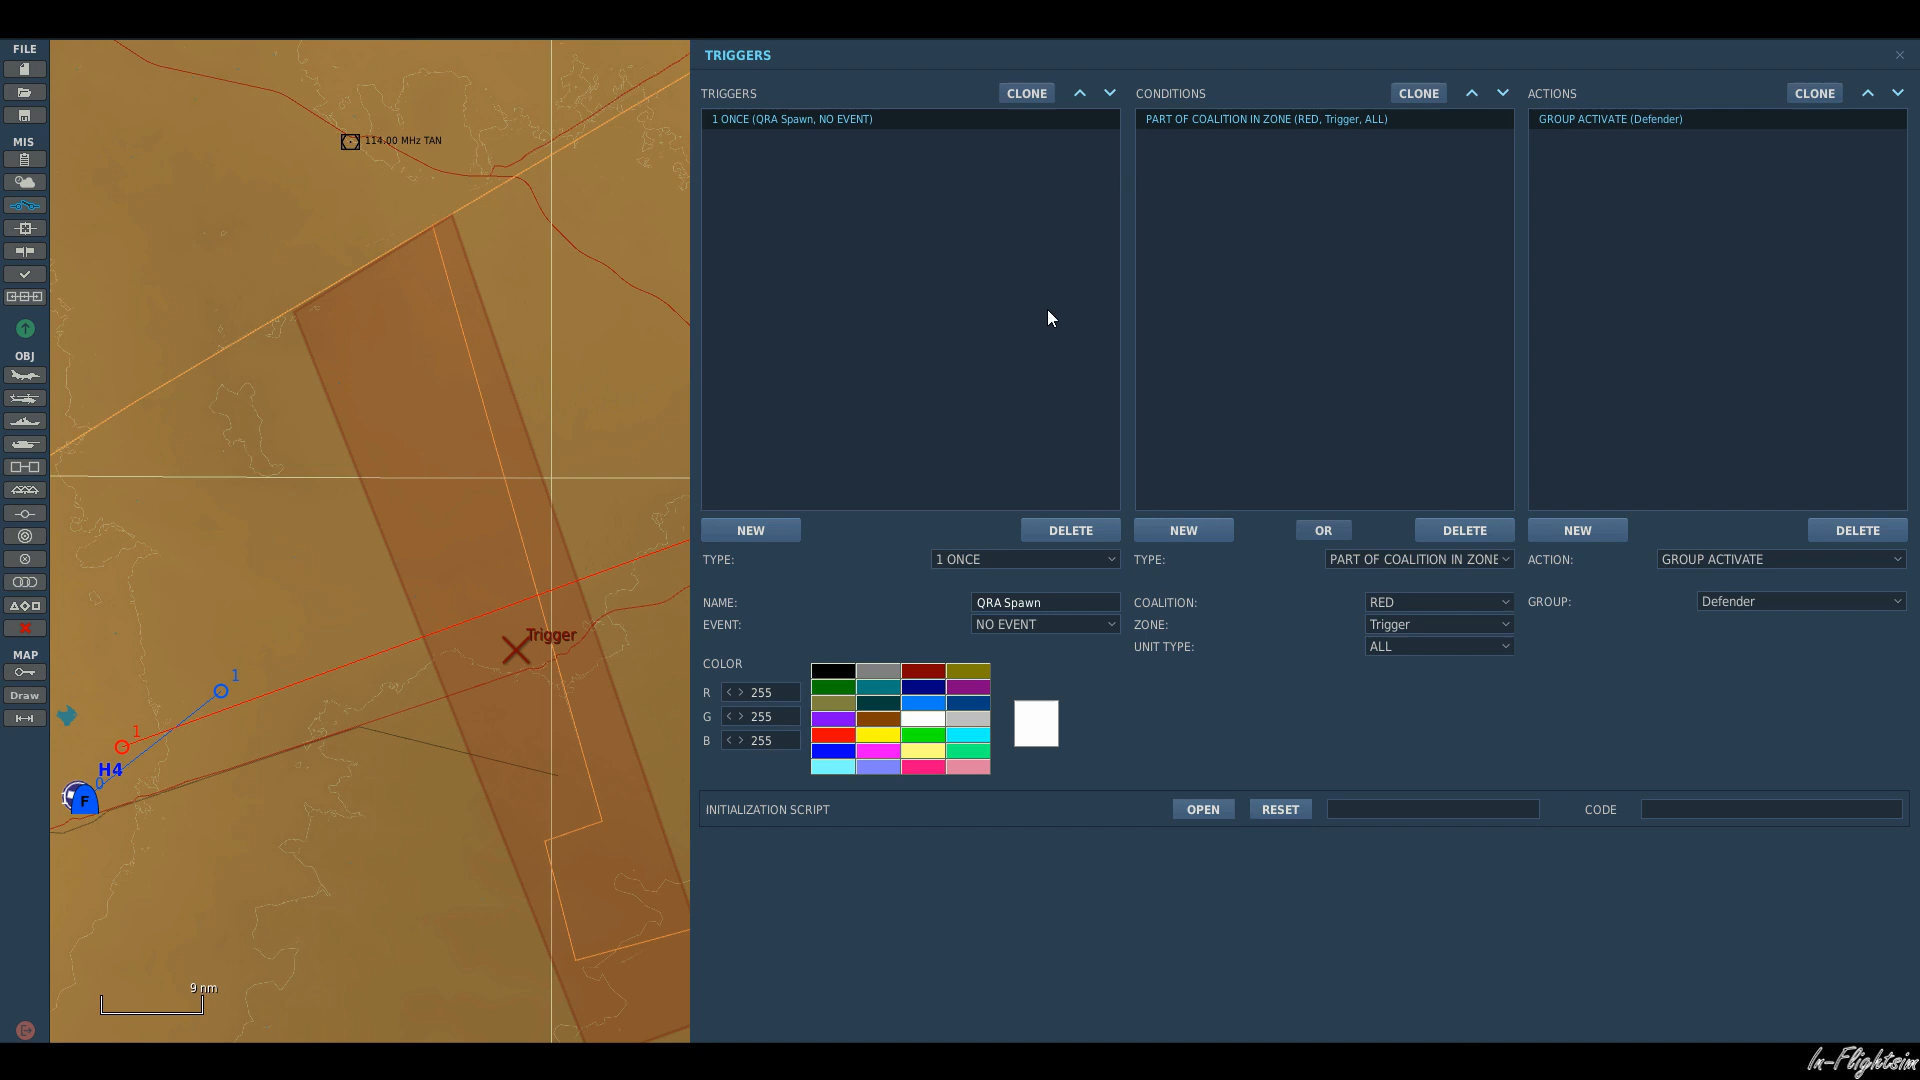 FILE
MIS
OBJ
MAP
Draw
114.00 MHz TAN
Trigger
1
1
H4
0
F
9 nm
TRIGGERS
TRIGGERS
CLONE
1 ONCE (QRA Spawn, NO EVENT)
NEW
DELETE
TYPE:
1 ONCE
NAME:
QRA Spawn
EVENT:
NO EVENT
COLOR
R
255
G
255
B
255
CONDITIONS
CLONE
PART OF COALITION IN ZONE (RED, Trigger, ALL)
NEW
OR
DELETE
TYPE:
PART OF COALITION IN ZONE
COALITION:
RED
ZONE:
Trigger
UNIT TYPE:
ALL
ACTIONS
CLONE
GROUP ACTIVATE (Defender)
NEW
DELETE
ACTION:
GROUP ACTIVATE
GROUP:
Defender
INITIALIZATION SCRIPT
OPEN
RESET
CODE
In-Flightsim